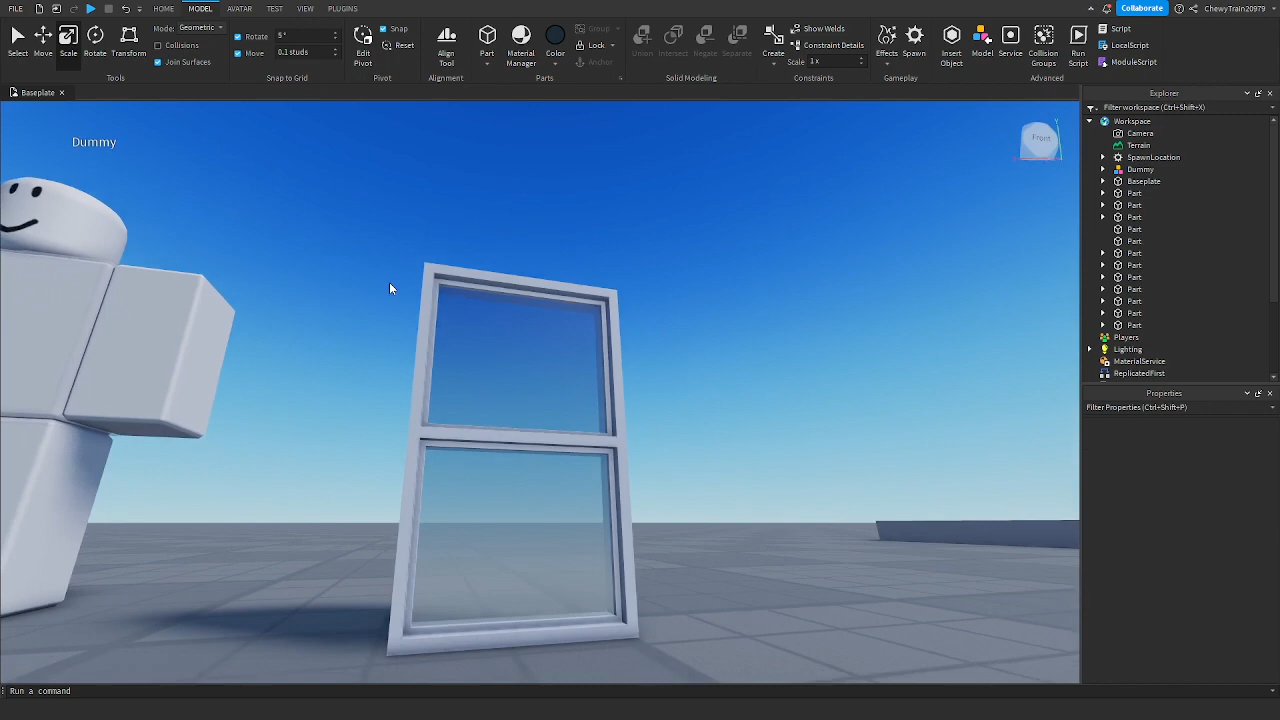 FILE HOME MODEL AVATAR TEST VIEW PLUGINS Collaborate ChewyTrain20979
Select Move Scale Rotate Transform
Mode: Geometric
Collisions
Join Surfaces
Tools
Rotate 5°
Move 0.1 studs
Snap to Grid
Edit Pivot
Snap
Reset
Pivot
Align Tool
Alignment
Part Material Manager Color
Group
Lock
Anchor
Parts
Union Intersect Negate Separate
Solid Modeling
Create
Show Welds
Constraint Details
Scale 1x
Constraints
Effects Spawn
Gameplay
Insert Object Model Service Collision Groups Run Script
Script
LocalScript
ModuleScript
Advanced
Baseplate
Dummy
Front
Y
Explorer
Filter workspace (Ctrl+Shift+X)
Workspace
Camera
Terrain
SpawnLocation
Dummy
Baseplate
Part
Part
Part
Part
Part
Part
Part
Part
Part
Part
Part
Part
Players
Lighting
MaterialService
ReplicatedFirst
Properties
Filter Properties (Ctrl+Shift+P)
Run a command